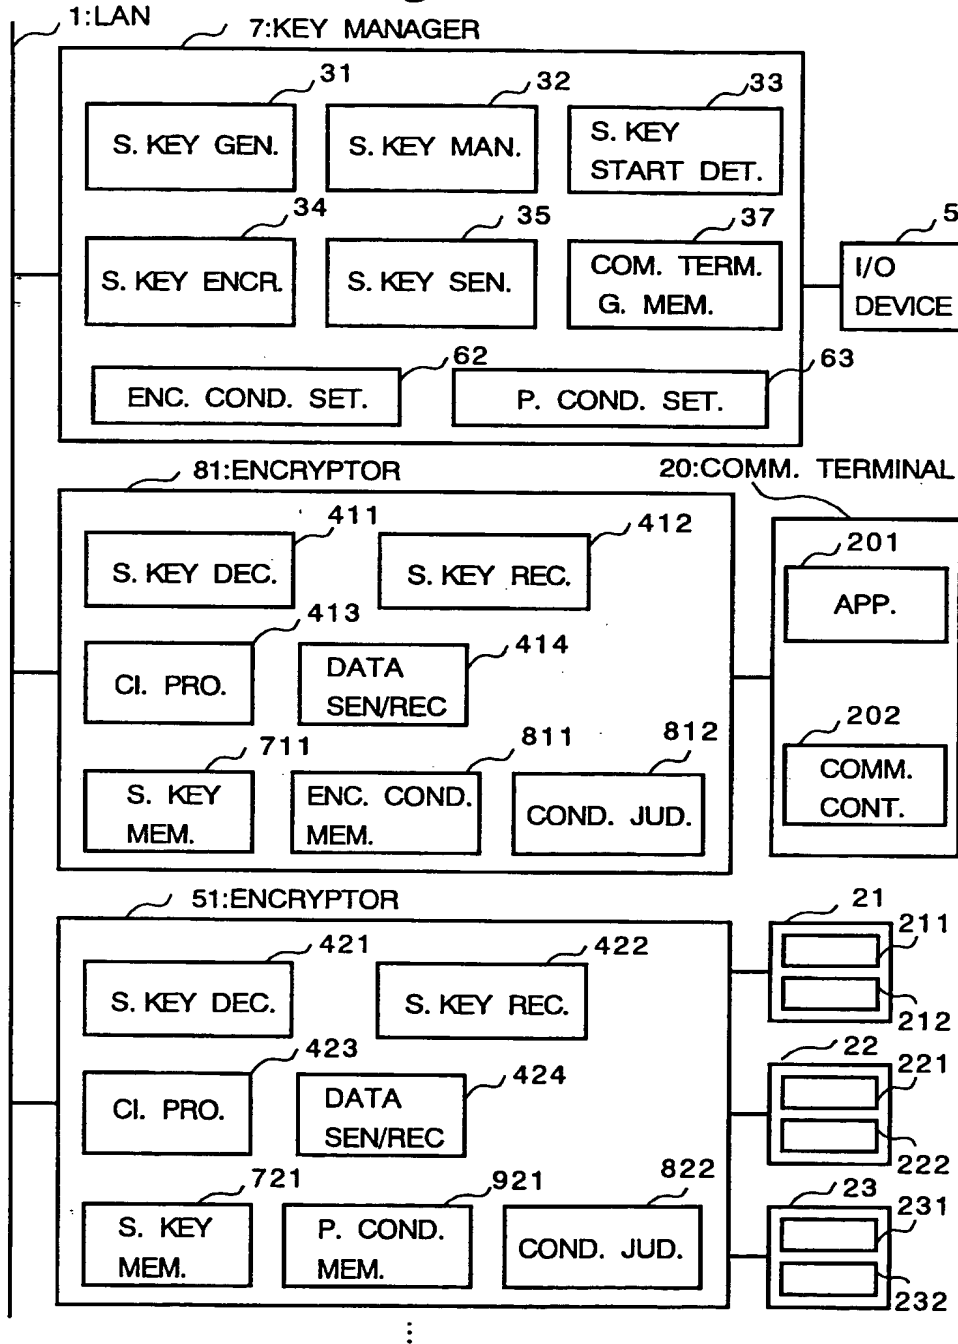 1:LAN
7:KEY MANAGER
31
32
33
S. KEY GEN.
S. KEY MAN.
S. KEY
START DET.
34
35
37
5
S. KEY ENCR.
S. KEY SEN.
COM. TERM.
G. MEM.
I/O
DEVICE
62
63
ENC. COND. SET.
P. COND. SET.
81:ENCRYPTOR
20:COMM. TERMINAL
411
412
201
S. KEY DEC.
S. KEY REC.
APP.
413
414
CI. PRO.
DATA
SEN/REC
202
711
811
812
COMM.
CONT.
S. KEY
MEM.
ENC. COND.
MEM.
COND. JUD.
51:ENCRYPTOR
21
211
421
422
S. KEY DEC.
S. KEY REC.
212
423
424
22
221
CI. PRO.
DATA
SEN/REC
222
721
921
822
23
231
S. KEY
MEM.
P. COND.
MEM.
COND. JUD.
232